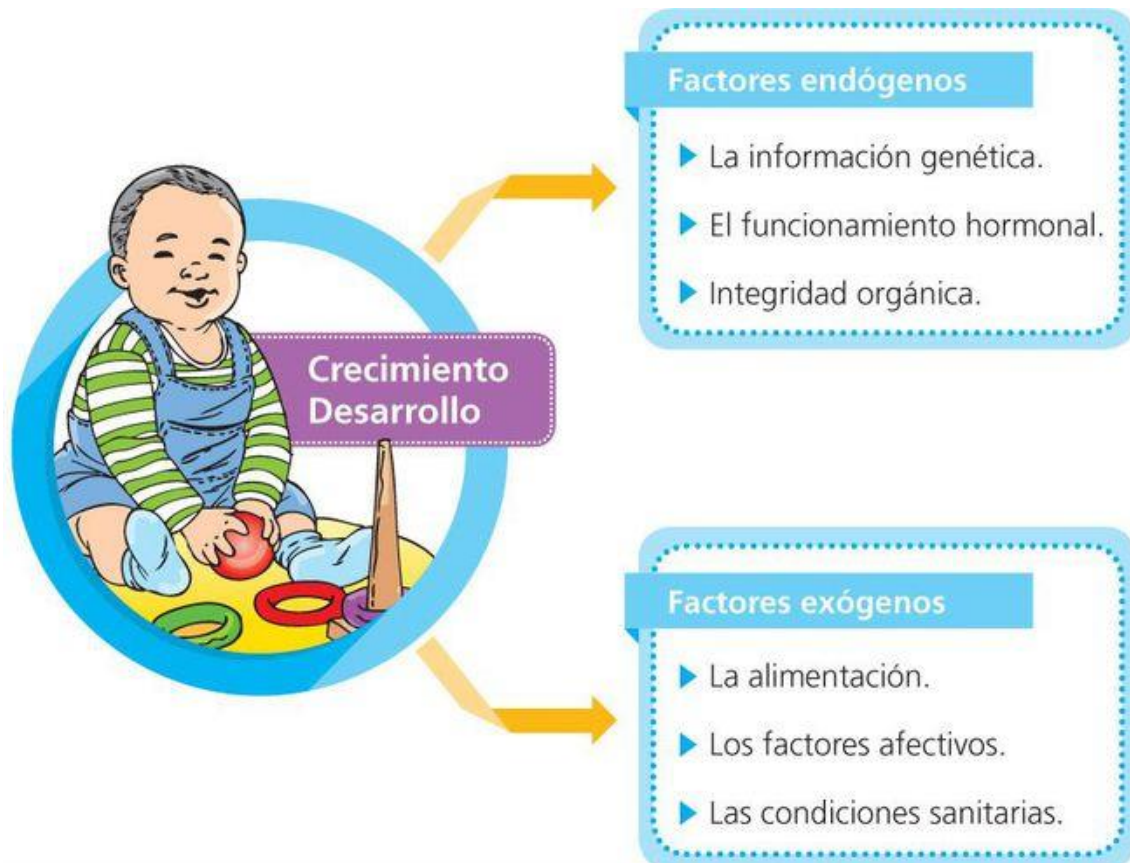 Factores endógenos
La información genética.
El funcionamiento hormonal.
Integridad orgánica.
Crecimiento
Desarrollo
Factores exógenos
La alimentación.
Los factores afectivos.
Las condiciones sanitarias.